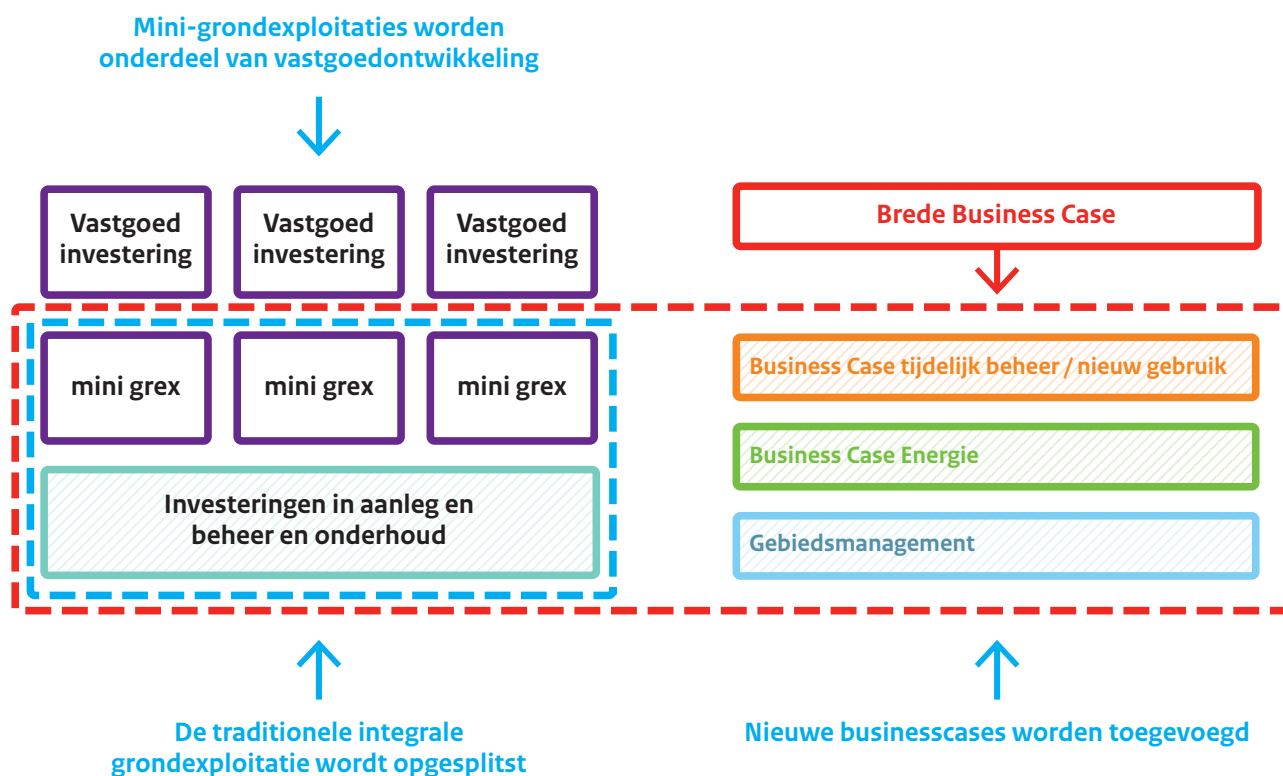 Mini-grondexploitaties worden
onderdeel van vastgoedontwikkeling
Vastgoed
investering
Vastgoed
investering
Vastgoed
investering
Brede Business Case
mini grex
mini grex
mini grex
Investeringen in aanleg en
beheer en onderhoud
Business Case tijdelijk beheer / nieuw gebruik
Business Case Energie
Gebiedsmanagement
De traditionele integrale
grondexploitatie wordt opgesplitst
Nieuwe businesscases worden toegevoegd